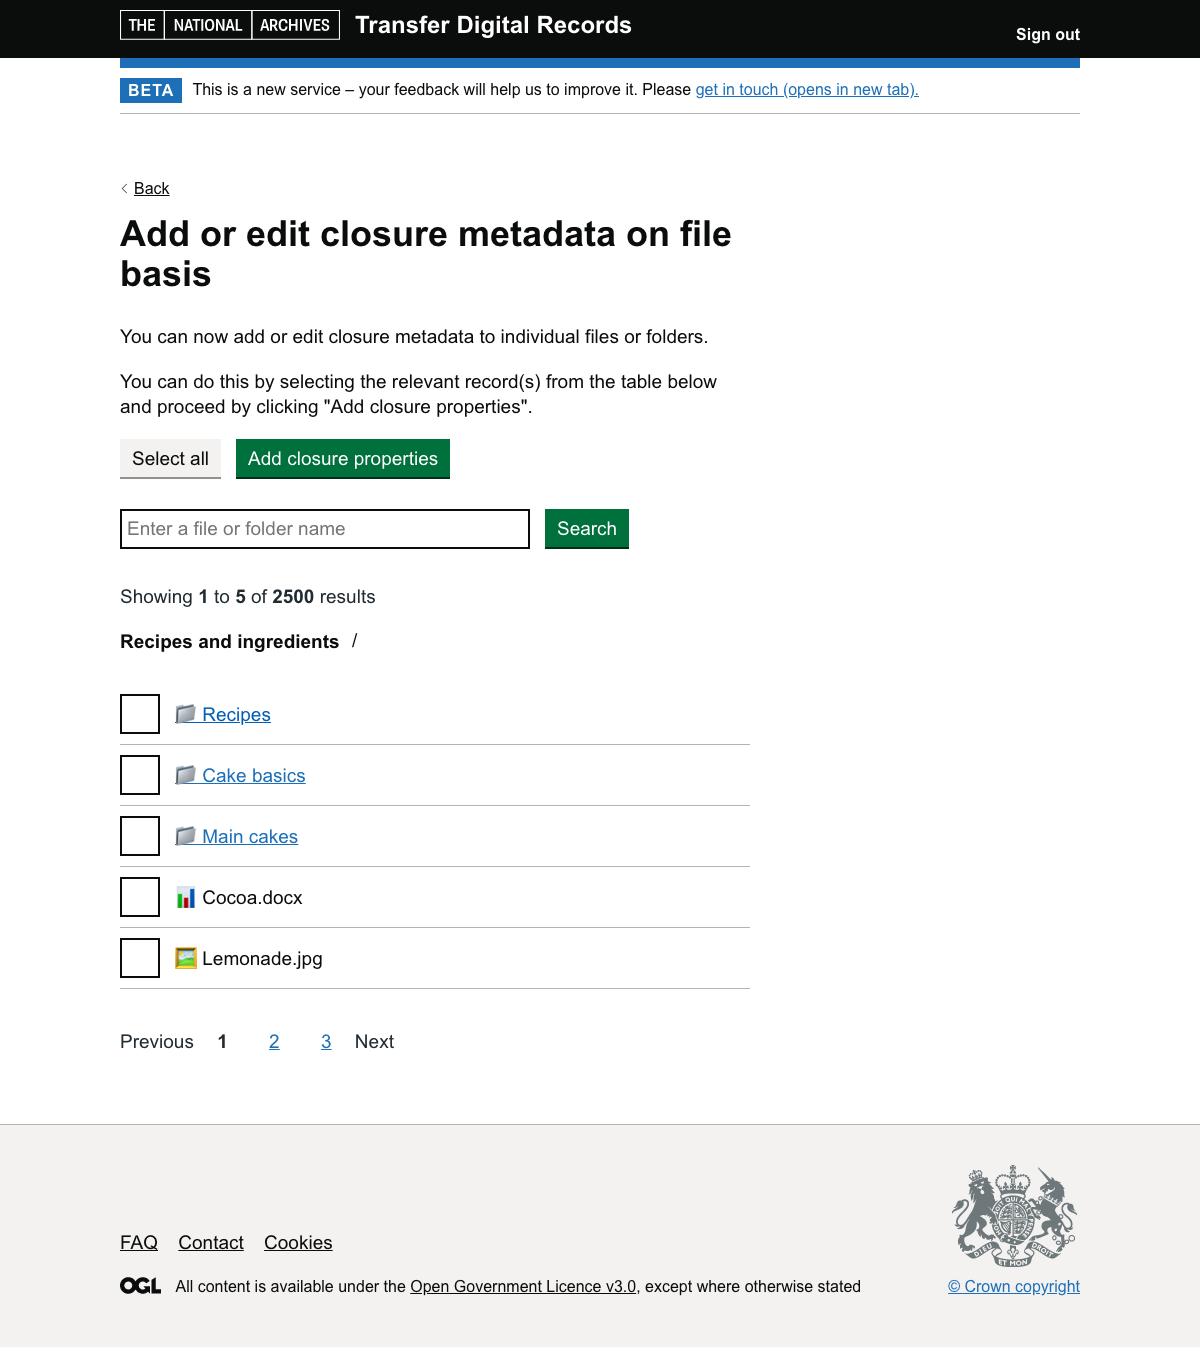 THE NATIONAL ARCHIVES Transfer Digital Records
Sign out
BETA This is a new service – your feedback will help us to improve it. Please get in touch (opens in new tab).
Back
Add or edit closure metadata on file
basis
You can now add or edit closure metadata to individual files or folders.
You can do this by selecting the relevant record(s) from the table below
and proceed by clicking "Add closure properties".
Select all Add closure properties
Enter a file or folder name Search
Showing 1 to 5 of 2500 results
Recipes and ingredients /
Recipes
Cake basics
Main cakes
Cocoa.docx
Lemonade.jpg
Previous 1 2 3 Next
FAQ Contact Cookies
OGL All content is available under the Open Government Licence v3.0, except where otherwise stated
DIEU ET MON DROIT
© Crown copyright